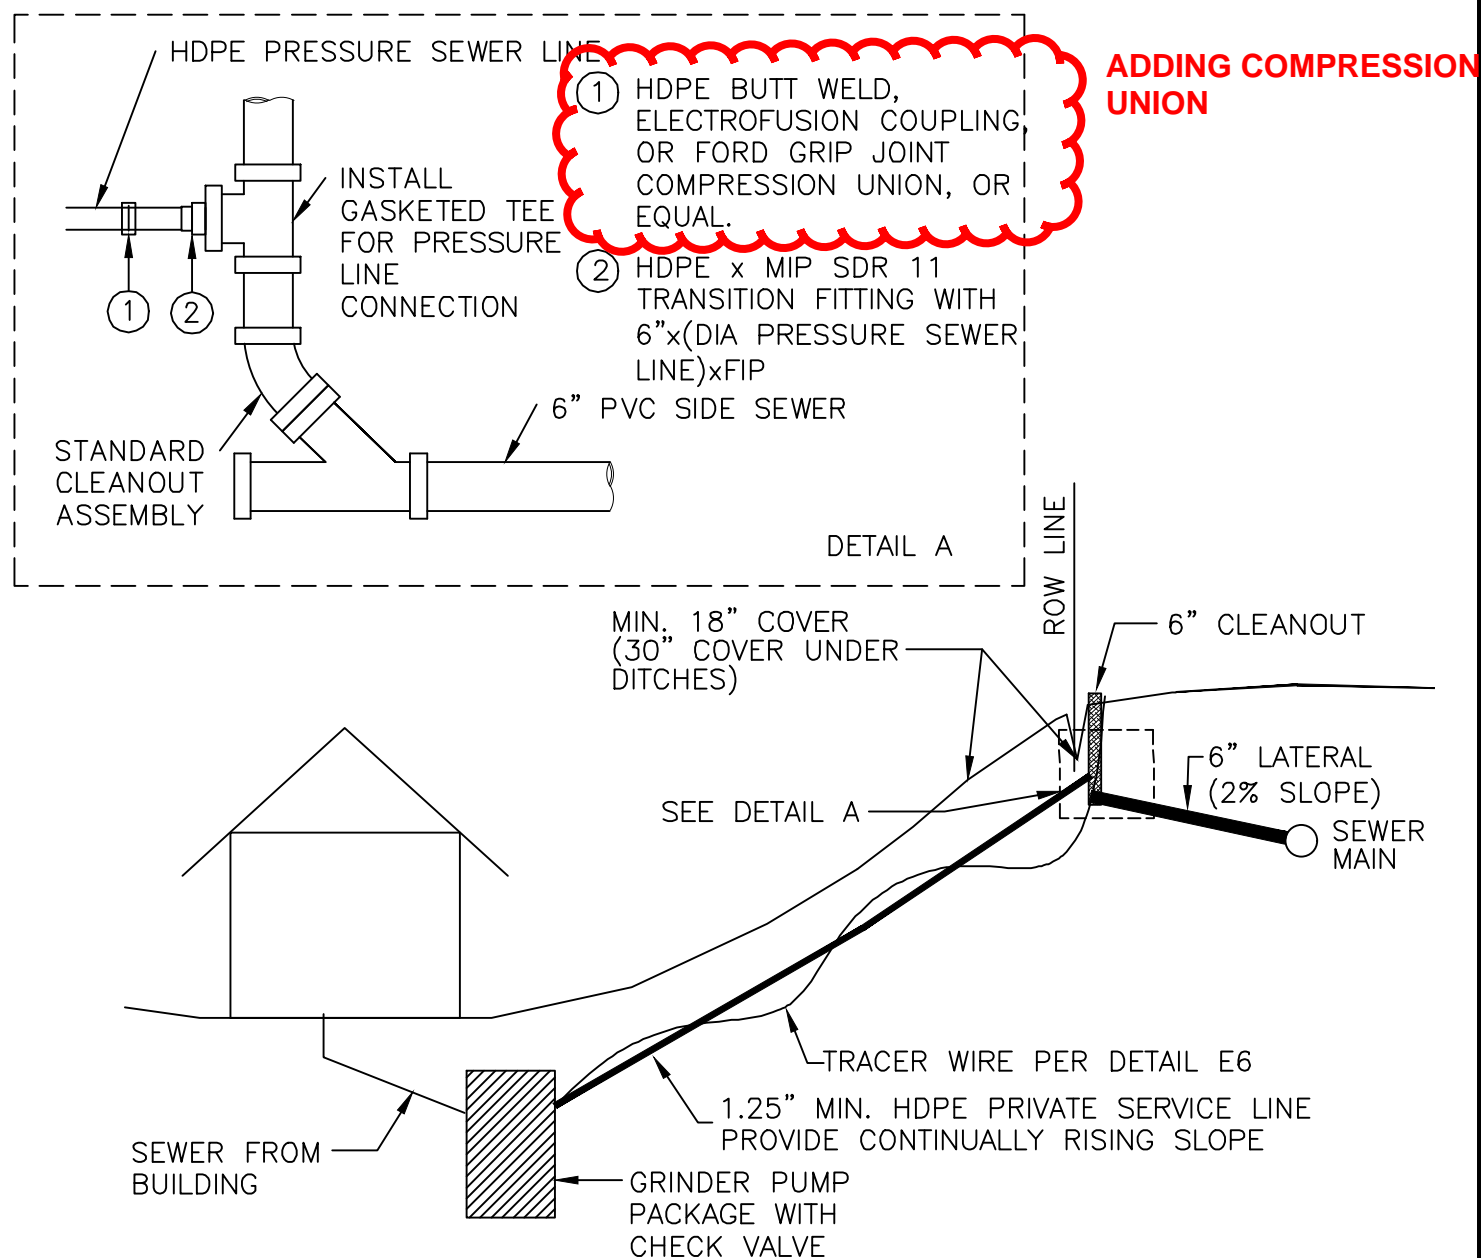 HDPE PRESSURE SEWER LINE
ADDING COMPRESSION
UNION
1 HDPE BUTT WELD,
ELECTROFUSION COUPLING,
OR FORD GRIP JOINT
COMPRESSION UNION, OR
EQUAL.
INSTALL
GASKETED TEE
FOR PRESSURE
LINE
CONNECTION
2 HDPE x MIP SDR 11
TRANSITION FITTING WITH
6"x(DIA PRESSURE SEWER
LINE)xFIP
1
2
6" PVC SIDE SEWER
STANDARD
CLEANOUT
ASSEMBLY
DETAIL A
ROW LINE
MIN. 18" COVER
(30" COVER UNDER
DITCHES)
6" CLEANOUT
6" LATERAL
(2% SLOPE)
SEE DETAIL A
SEWER
MAIN
TRACER WIRE PER DETAIL E6
1.25" MIN. HDPE PRIVATE SERVICE LINE
PROVIDE CONTINUALLY RISING SLOPE
SEWER FROM
BUILDING
GRINDER PUMP
PACKAGE WITH
CHECK VALVE